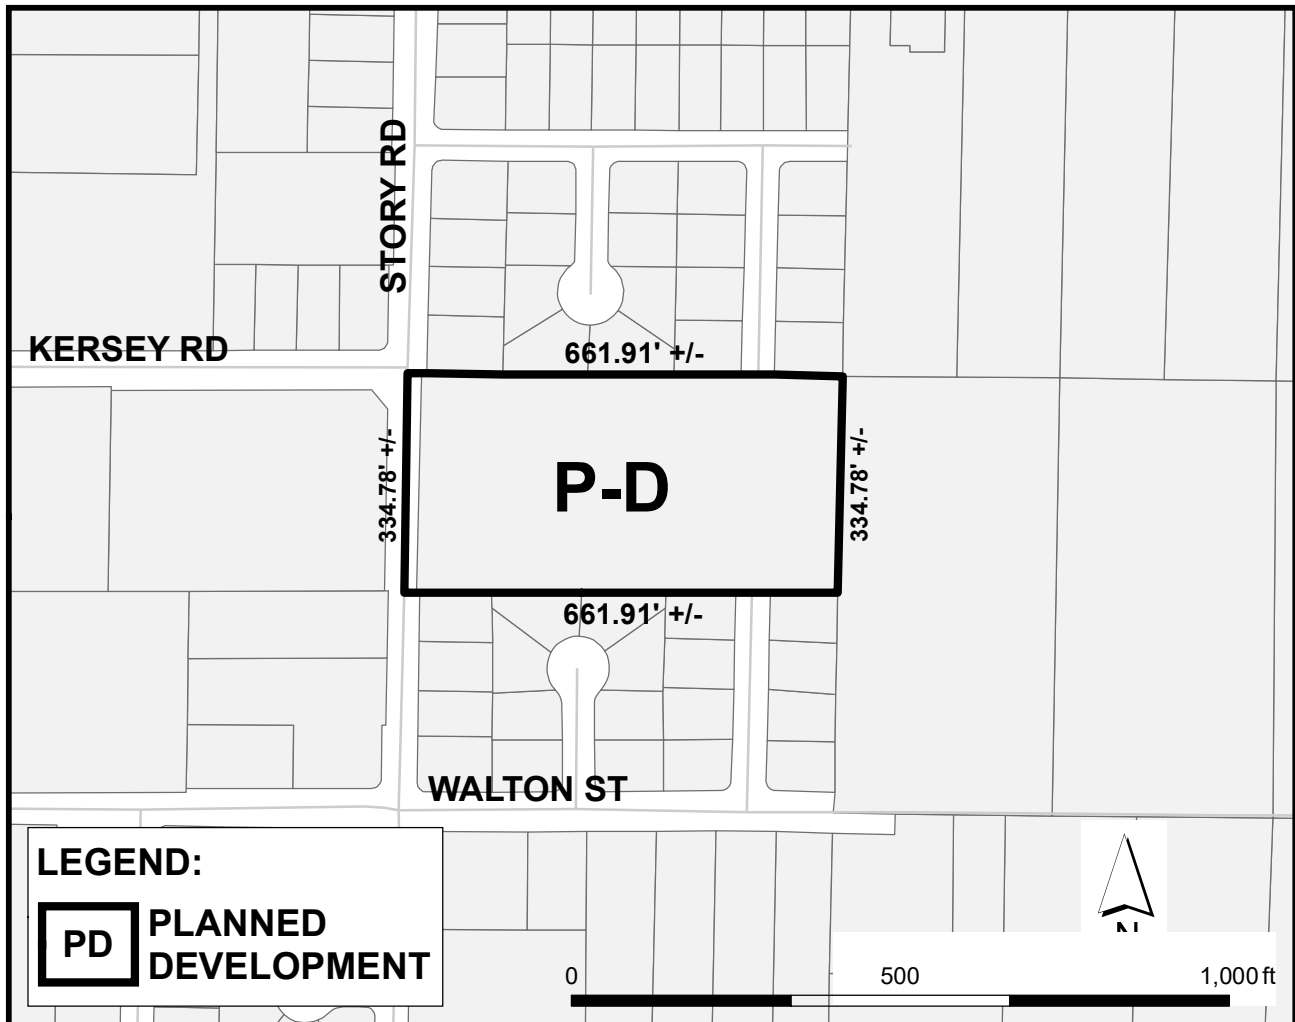 STORY RD
KERSEY RD
661.91' +/-
334.78' +/-
P-D
334.78' +/-
661.91' +/-
WALTON ST
LEGEND:
PD
PLANNED
DEVELOPMENT
N
0 500 1,000 ft